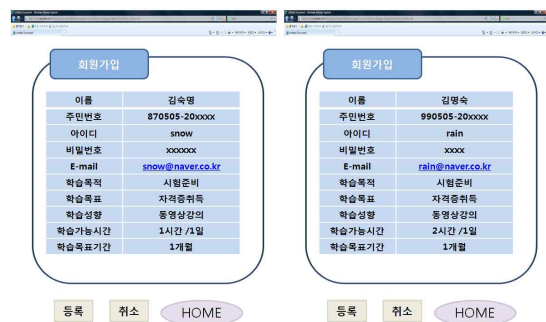 회원가입
이름 김숙명
주민번호 870505-20xxxx
아이디 snow
비밀번호 xxxxxx
E-mail snow@naver.co.kr
학습목적 시험준비
학습목표 자격증취득
학습성향 동영상강의
학습가능시간 1시간 /1일
학습목표기간 1개월
등록 취소 HOME
회원가입
이름 김명숙
주민번호 990505-20xxxx
아이디 rain
비밀번호 xxxx
E-mail rain@naver.co.kr
학습목적 시험준비
학습목표 자격증취득
학습성향 동영상강의
학습가능시간 2시간 /1일
학습목표기간 1개월
등록 취소 HOME